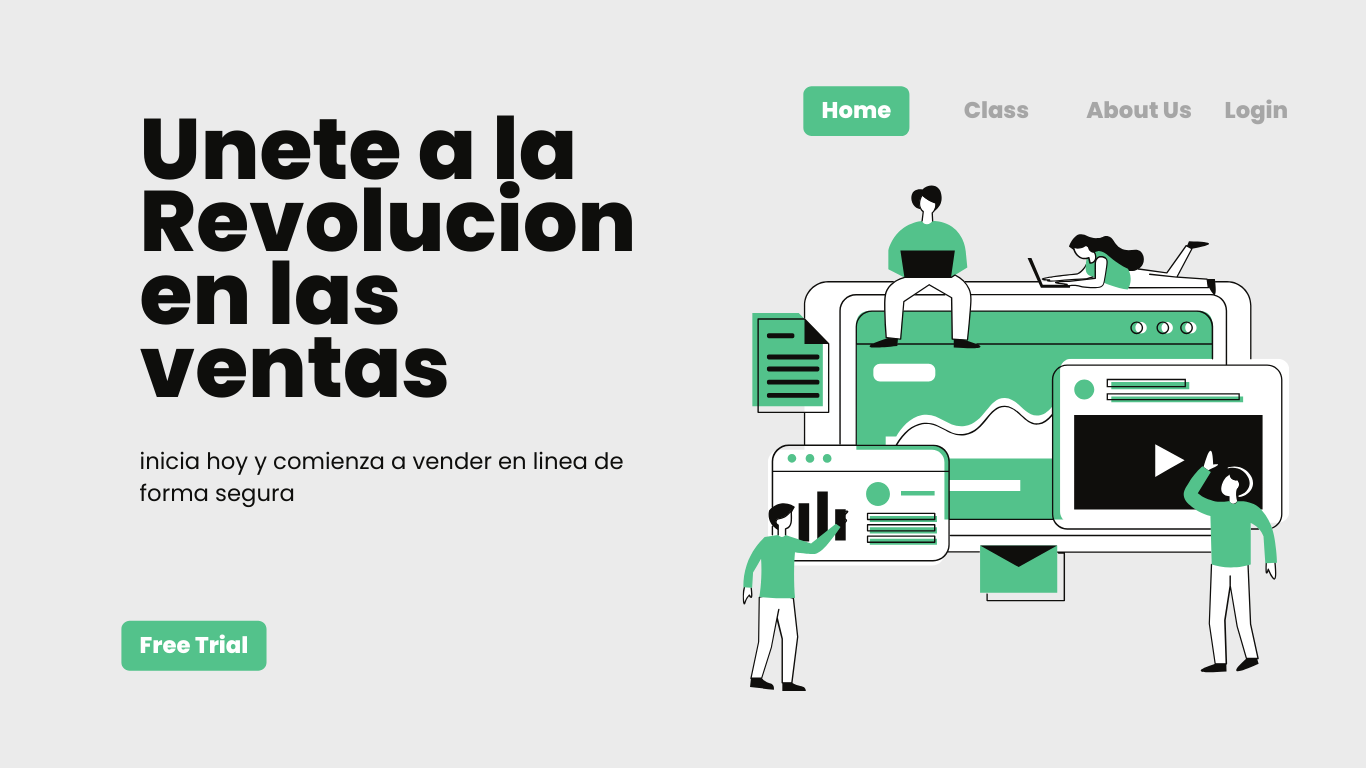 Home
Class
About Us
Login
Unete a la
Revolucion
en las
ventas
inicia hoy y comienza a vender en linea de
forma segura
Free Trial